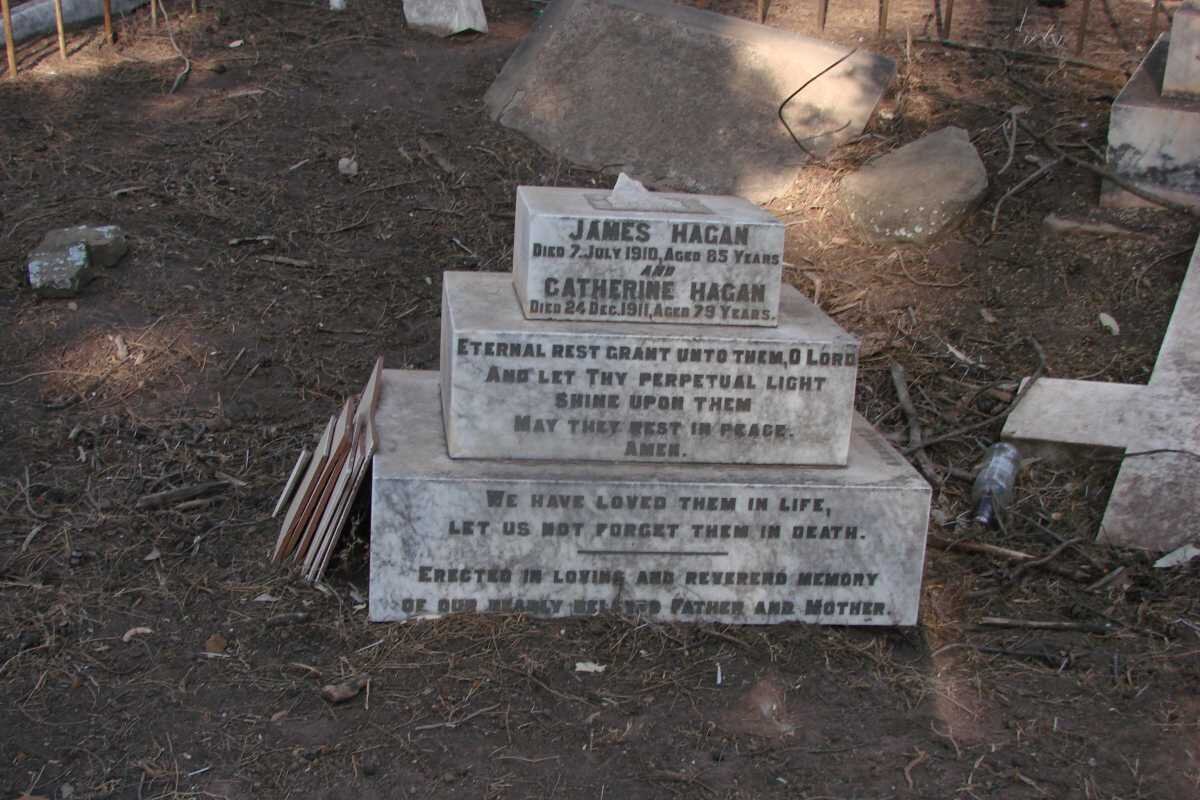 JAMES HAGAN
DIED 7. JULY 1910, AGED 85 YEARS
AND
CATHERINE HAGAN
DIED 24 DEC. 1911, AGED 79 YEARS.
ETERNAL REST GRANT UNTO THEM, O LORD
AND LET THY PERPETUAL LIGHT
SHINE UPON THEM
MAY THEY REST IN PEACE.
AMEN.
WE HAVE LOVED THEM IN LIFE,
LET US NOT FORGET THEM IN DEATH.
ERECTED IN LOVING AND REVEREND MEMORY
OF OUR DEARLY BELOVED FATHER AND MOTHER.